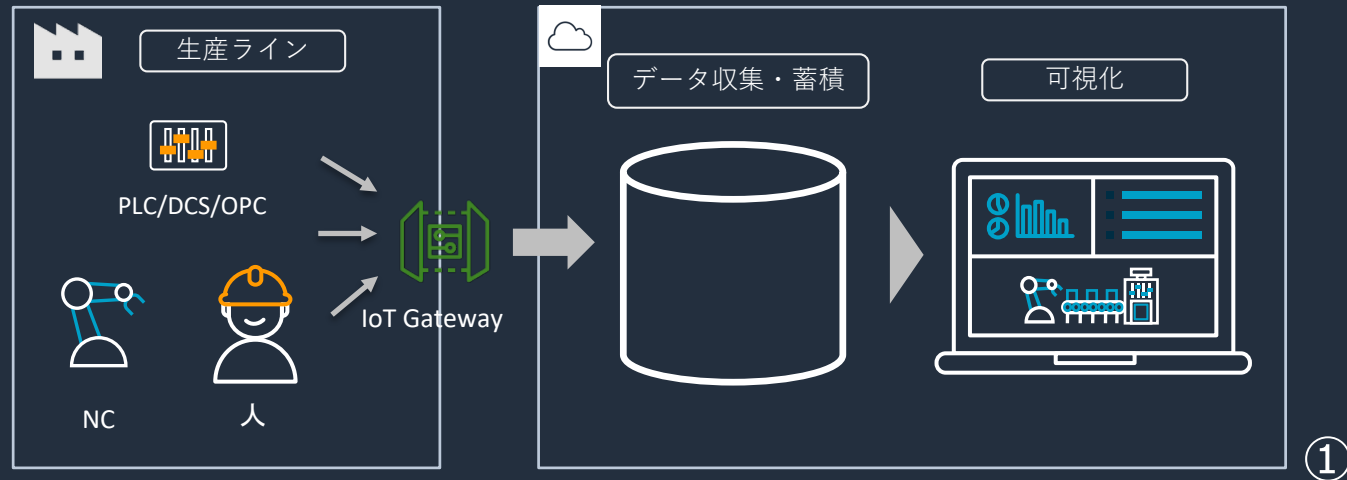 生産ライン
PLC/DCS/OPC
NC
人
IoT Gateway
データ収集・蓄積
可視化
①